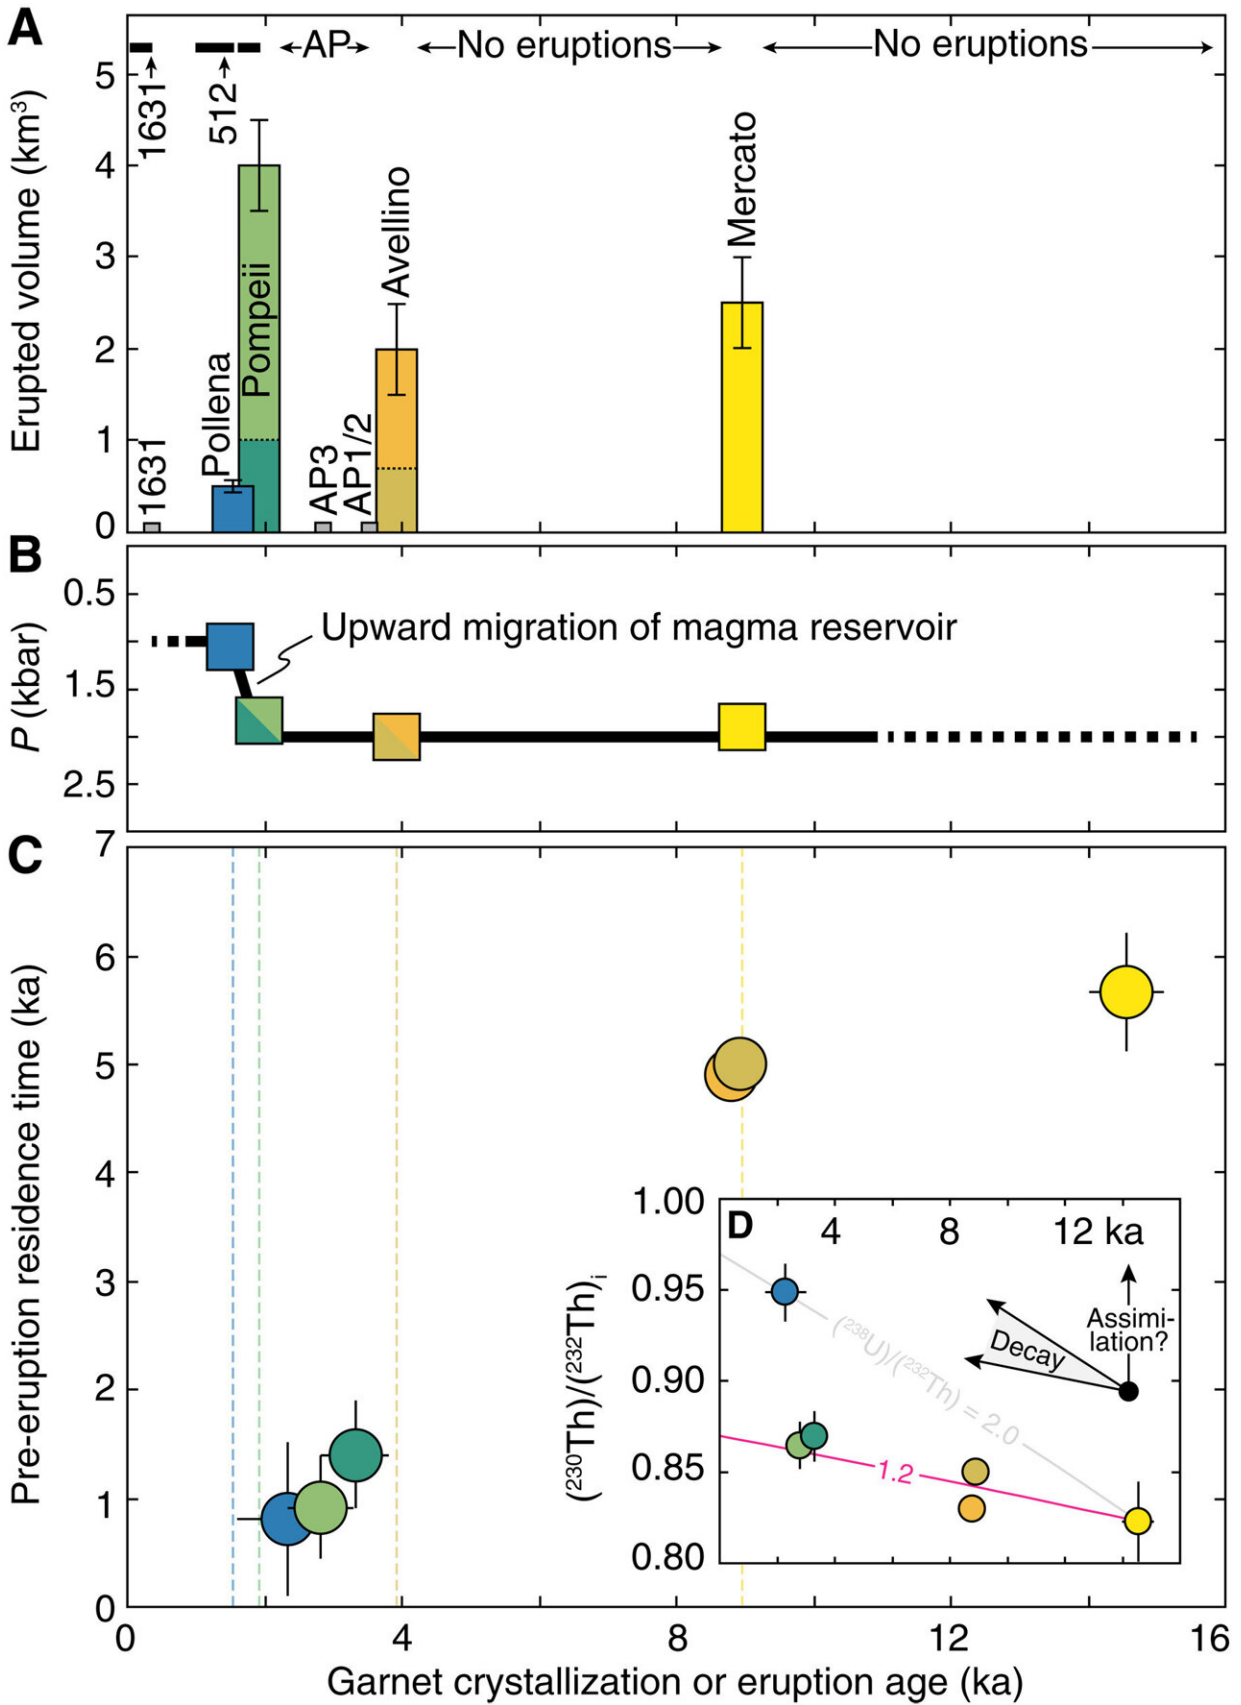 A
AP
No eruptions
No eruptions
1631
512
Erupted volume (km³)
5
4
3
2
1
0
1631
Pollena
Pompeii
AP3
AP1/2
Avellino
Mercato
B
P (kbar)
0.5
1.5
2.5
Upward migration of magma reservoir
C
Pre-eruption residence time (ka)
7
6
5
4
3
2
1
0
D
(²³⁰Th)/(²³²Th)ᵢ
1.00
0.95
0.90
0.85
0.80
4
8
12 ka
Assimi-
lation?
Decay
(²³⁸U)/(²³²Th) = 2.0
1.2
0
4
8
12
16
Garnet crystallization or eruption age (ka)